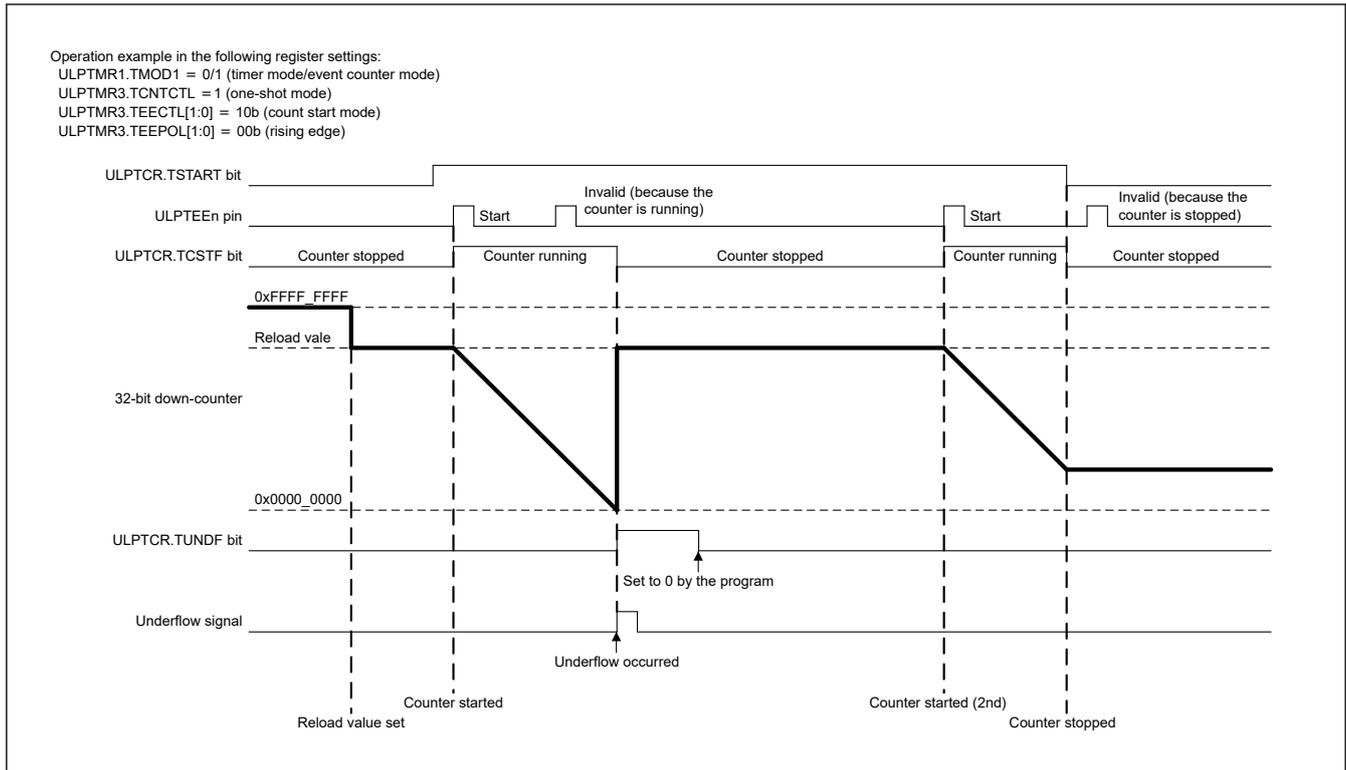 Operation example in the following register settings:
ULPTMR1.TMOD1 = 0/1 (timer mode/event counter mode)
ULPTMR3.TCNTCTL =1 (one-shot mode)
ULPTMR3.TEECTL[1:0] = 10b (count start mode)
ULPTMR3.TEEPOL[1:0] = 00b (rising edge)
ULPTCR.TSTART bit
Invalid (because the
counter is running)
Invalid (because the
counter is stopped)
ULPTEEn pin
Start
Start
ULPTCR.TCSTF bit
Counter stopped
Counter running
Counter stopped
Counter running
Counter stopped
0xFFFF_FFFF
Reload vale
32-bit down-counter
0x0000_0000
ULPTCR.TUNDF bit
Set to 0 by the program
Underflow signal
Underflow occurred
Counter started
Counter started (2nd)
Reload value set
Counter stopped